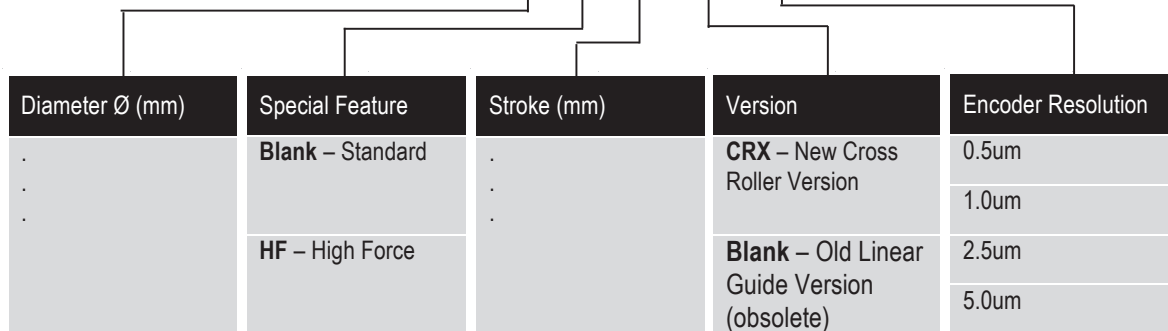 Diameter Ø (mm)
.
.
.
Special Feature
Blank – Standard
HF – High Force
Stroke (mm)
.
.
.
Version
CRX – New Cross
Roller Version
Blank – Old Linear
Guide Version
(obsolete)
Encoder Resolution
0.5um
1.0um
2.5um
5.0um